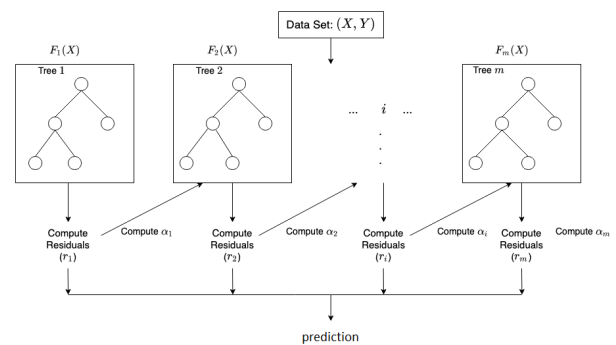 Data Set: (X, Y)
F₁(X)
F₂(X)
Fₘ(X)
Tree 1
Tree 2
Tree m
... i ...
.
.
.
Compute
Residuals
(r₁)
Compute α₁
Compute
Residuals
(r₂)
Compute α₂
Compute
Residuals
(rᵢ)
Compute αᵢ
Compute
Residuals
(rₘ)
Compute αₘ
prediction